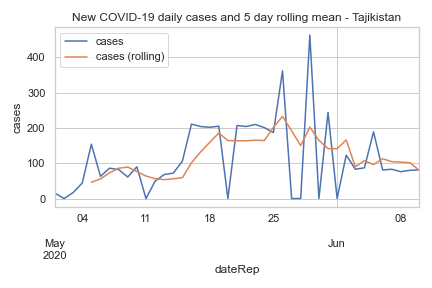 New COVID-19 daily cases and 5 day rolling mean - Tajikistan
cases
cases (rolling)
400
300
200
100
0
cases
04
11
18
25
08
May
2020
Jun
dateRep